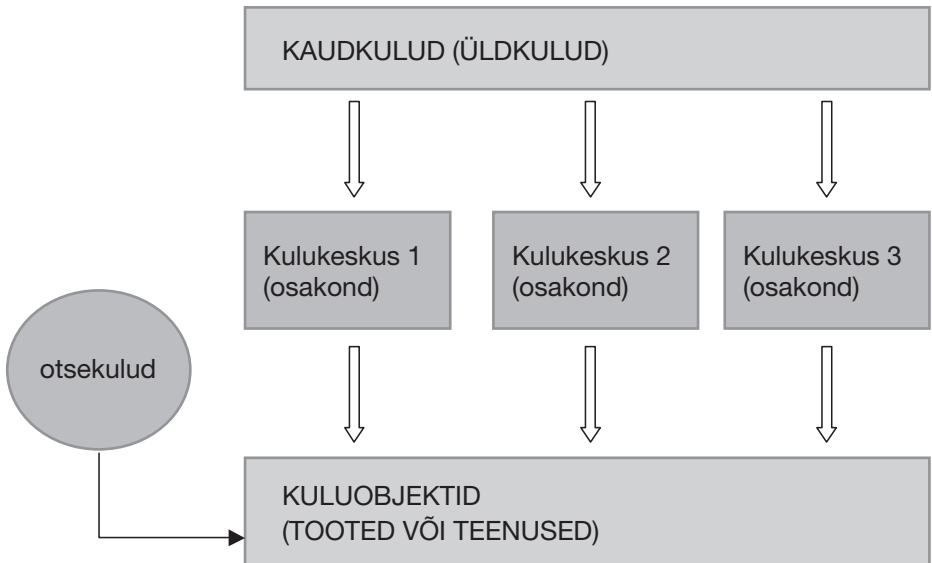 KAUDKULUD (ÜLDKULUD)
Kulukeskus 1
(osakond)
Kulukeskus 2
(osakond)
Kulukeskus 3
(osakond)
otsekulud
KULUOBJEKTID
(TOOTED VÕI TEENUSED)